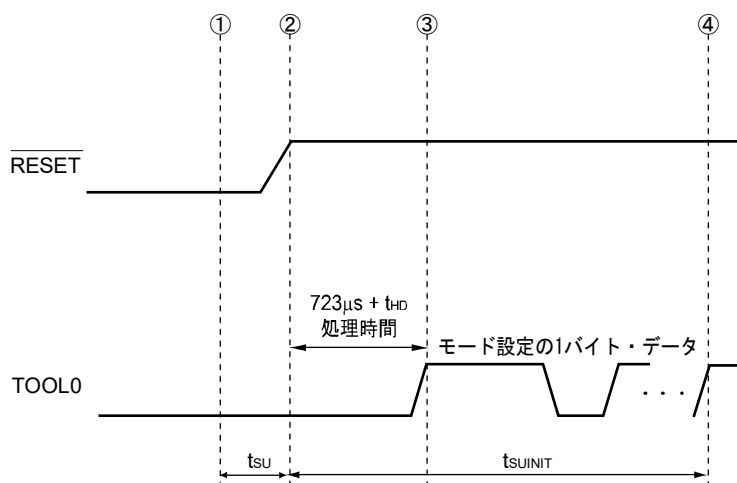 ① ② ③ ④
RESET
723μs + tHD
処理時間
モード設定の1バイト・データ
TOOL0
· · ·
tSU tSUINIT